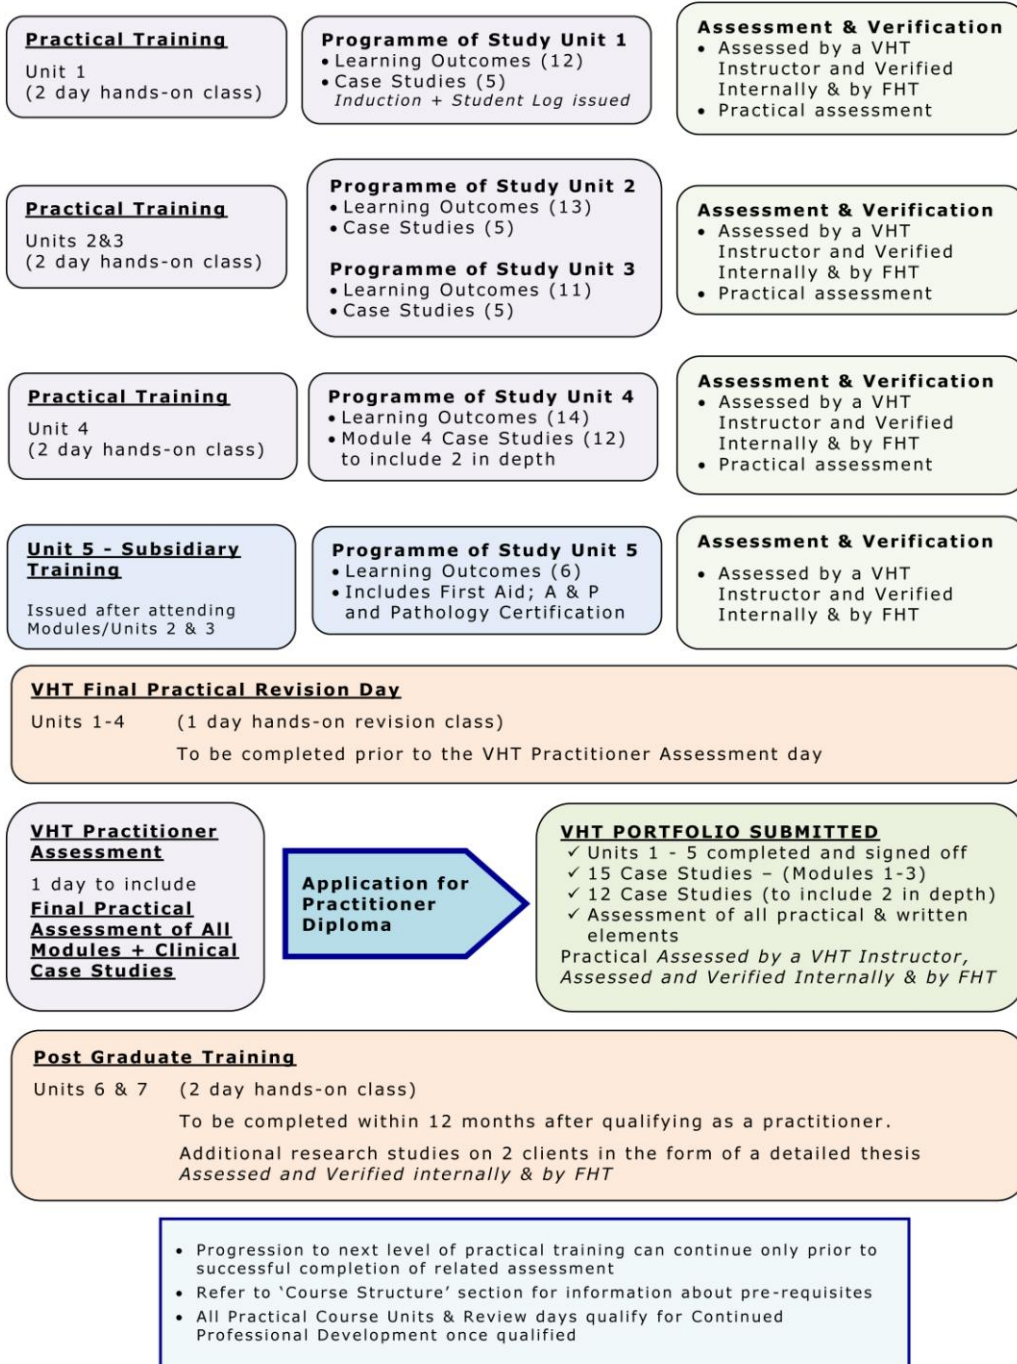 Practical Training
Unit 1
(2 day hands-on class)
Programme of Study Unit 1
• Learning Outcomes (12)
• Case Studies (5)
Induction + Student Log issued
Assessment & Verification
• Assessed by a VHT
Instructor and Verified
Internally & by FHT
• Practical assessment
Practical Training
Units 2&3
(2 day hands-on class)
Programme of Study Unit 2
• Learning Outcomes (13)
• Case Studies (5)
Programme of Study Unit 3
• Learning Outcomes (11)
• Case Studies (5)
Assessment & Verification
• Assessed by a VHT
Instructor and Verified
Internally & by FHT
• Practical assessment
Practical Training
Unit 4
(2 day hands-on class)
Programme of Study Unit 4
• Learning Outcomes (14)
• Module 4 Case Studies (12)
to include 2 in depth
Assessment & Verification
• Assessed by a VHT
Instructor and Verified
Internally & by FHT
• Practical assessment
Unit 5 - Subsidiary
Training
Issued after attending
Modules/Units 2 & 3
Programme of Study Unit 5
• Learning Outcomes (6)
• Includes First Aid; A & P
and Pathology Certification
Assessment & Verification
• Assessed by a VHT
Instructor and Verified
Internally & by FHT
VHT Final Practical Revision Day
Units 1-4 (1 day hands-on revision class)
To be completed prior to the VHT Practitioner Assessment day
VHT Practitioner
Assessment
1 day to include
Final Practical
Assessment of All
Modules + Clinical
Case Studies
Application for
Practitioner
Diploma
VHT PORTFOLIO SUBMITTED
✓ Units 1 - 5 completed and signed off
✓ 15 Case Studies – (Modules 1-3)
✓ 12 Case Studies (to include 2 in depth)
✓ Assessment of all practical & written
elements
Practical Assessed by a VHT Instructor,
Assessed and Verified Internally & by FHT
Post Graduate Training
Units 6 & 7 (2 day hands-on class)
To be completed within 12 months after qualifying as a practitioner.
Additional research studies on 2 clients in the form of a detailed thesis
Assessed and Verified internally & by FHT
• Progression to next level of practical training can continue only prior to
successful completion of related assessment
• Refer to ‘Course Structure’ section for information about pre-requisites
• All Practical Course Units & Review days qualify for Continued
Professional Development once qualified